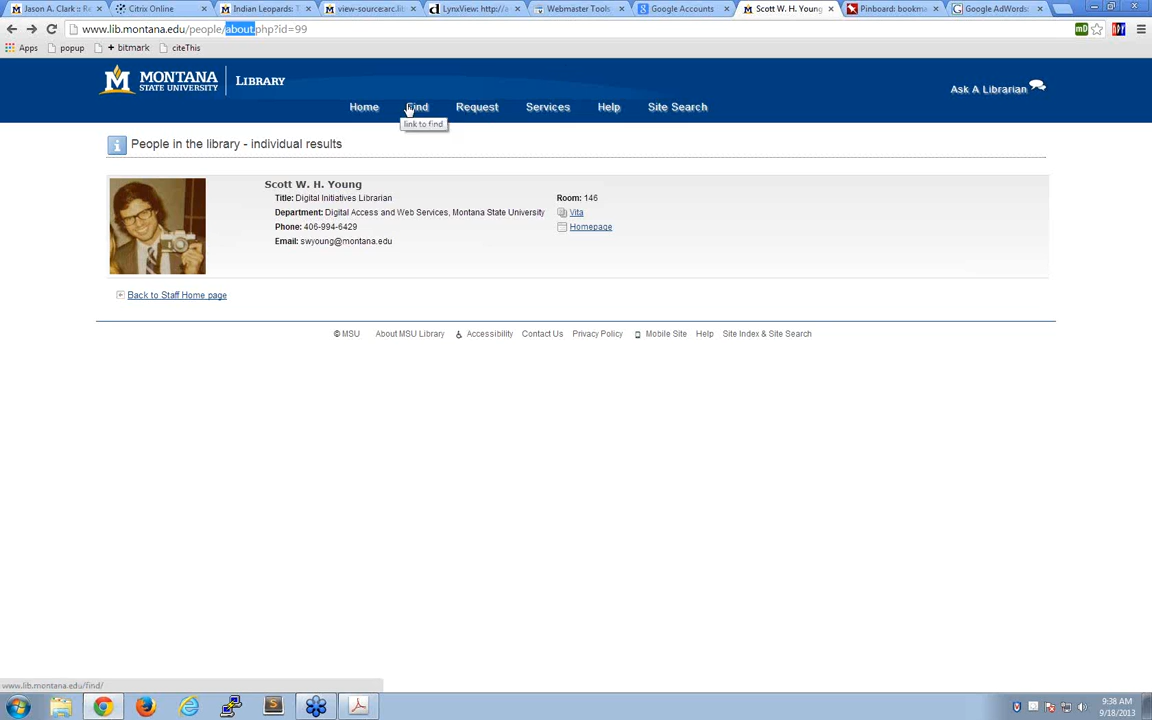 Jason A. Clark :: Re
Citrix Online
Indian Leopards: T
view-source:arc.li
LynxView: http://a
Webmaster Tools
Google Accounts
Scott W. H. Young
Pinboard: bookma
Google AdWords:
www.lib.montana.edu/people/about.php?id=99
Apps
popup
+ bitmark
citeThis
MONTANA
STATE UNIVERSITY
LIBRARY
Ask A Librarian
Home
Find
Request
Services
Help
Site Search
link to find
People in the library - individual results
Scott W. H. Young
Title: Digital Initiatives Librarian
Department: Digital Access and Web Services, Montana State University
Phone: 406-994-6429
Email: swyoung@montana.edu
Room: 146
Vita
Homepage
Back to Staff Home page
© MSU
About MSU Library
Accessibility
Contact Us
Privacy Policy
Mobile Site
Help
Site Index & Site Search
www.lib.montana.edu/find/
9:38 AM
9/18/2013